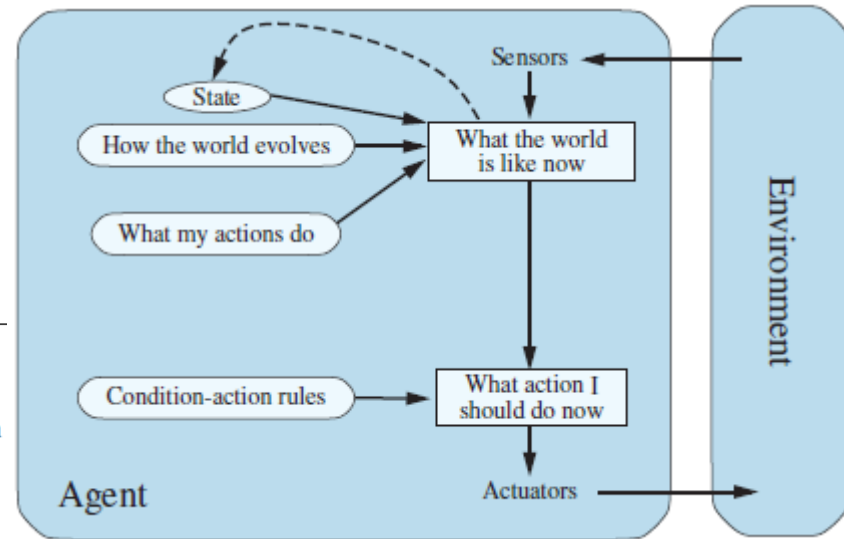 Sensors
State
How the world evolves
What the world
is like now
What my actions do
Environment
Condition-action rules
What action I
should do now
Agent
Actuators